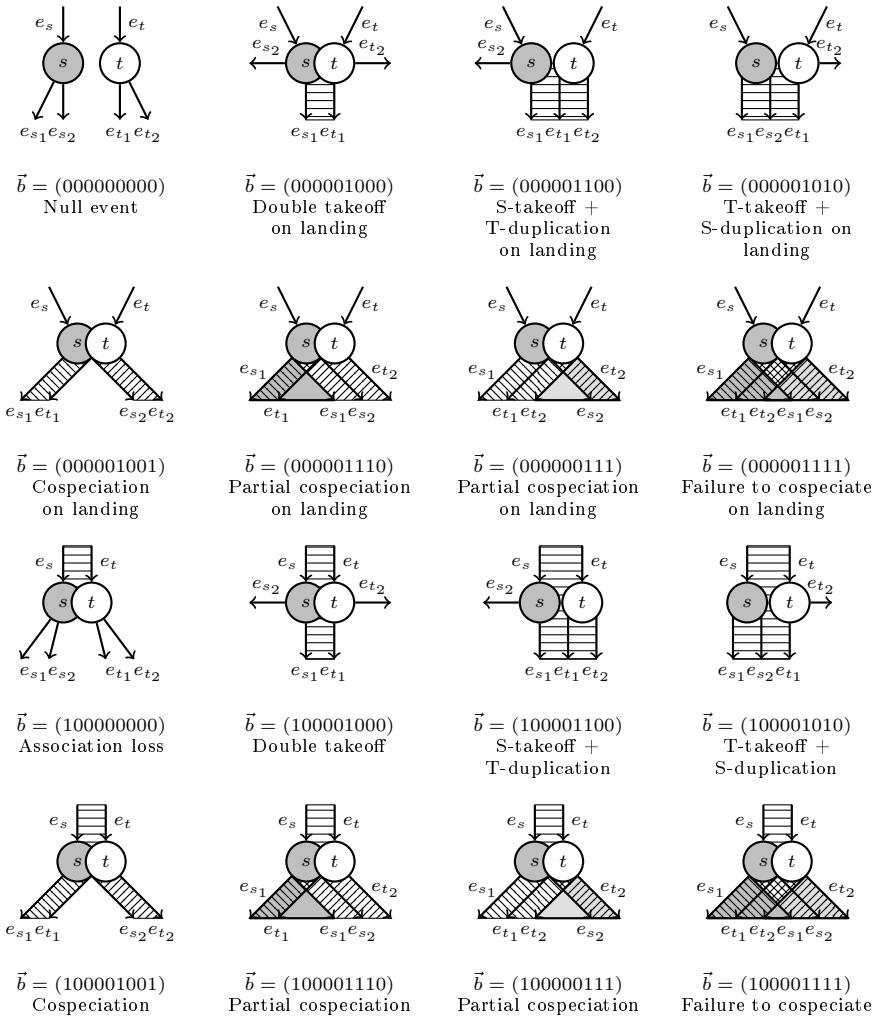 e_s e_t e_s e_t e_s e_t e_s e_t
e_{s_2} e_{t_2} e_{s_2} e_{t_2}
s t s t s t s t
e_{s_1}e_{s_2} e_{t_1}e_{t_2} e_{s_1}e_{t_1} e_{s_1}e_{t_1}e_{t_2} e_{s_1}e_{s_2}e_{t_1}
\vec{b} = (000000000) \vec{b} = (000001000) \vec{b} = (000001100) \vec{b} = (000001010)
Null event Double takeoff S-takeoff + T-takeoff +
on landing T-duplication S-duplication on
on landing landing
e_s e_t e_s e_t e_s e_t e_s e_t
s t s t s t s t
e_{s_1} e_{t_2} e_{s_1} e_{t_2} e_{s_1} e_{t_2}
e_{s_1}e_{t_1} e_{s_2}e_{t_2} e_{t_1} e_{s_1}e_{s_2} e_{t_1}e_{t_2} e_{s_2} e_{t_1}e_{t_2}e_{s_1}e_{s_2}
\vec{b} = (000001001) \vec{b} = (000001110) \vec{b} = (000000111) \vec{b} = (000001111)
Cospeciation Partial cospeciation Partial cospeciation Failure to cospeciate
on landing on landing on landing on landing
e_s e_t e_s e_t e_s e_t e_s e_t
e_{s_2} e_{t_2} e_{s_2} e_{t_2}
s t s t s t s t
e_{s_1}e_{s_2} e_{t_1}e_{t_2} e_{s_1}e_{t_1} e_{s_1}e_{t_1}e_{t_2} e_{s_1}e_{s_2}e_{t_1}
\vec{b} = (100000000) \vec{b} = (100001000) \vec{b} = (100001100) \vec{b} = (100001010)
Association loss Double takeoff S-takeoff + T-takeoff +
T-duplication S-duplication
e_s e_t e_s e_t e_s e_t e_s e_t
s t s t s t s t
e_{s_1} e_{t_2} e_{s_1} e_{t_2} e_{s_1} e_{t_2}
e_{s_1}e_{t_1} e_{s_2}e_{t_2} e_{t_1} e_{s_1}e_{s_2} e_{t_1}e_{t_2} e_{s_2} e_{t_1}e_{t_2}e_{s_1}e_{s_2}
\vec{b} = (100001001) \vec{b} = (100001110) \vec{b} = (100000111) \vec{b} = (100001111)
Cospeciation Partial cospeciation Partial cospeciation Failure to cospeciate